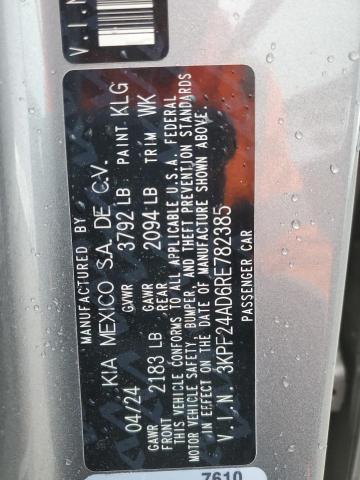 V.I.N
MANUFACTURED BY
KIA MEXICO S.A. DE C.V.
04/24 GVWR 3792 LB PAINT KLG
GAWR FRONT 2183 LB GAWR REAR 2094 LB TRIM WK
THIS VEHICLE CONFORMS TO ALL APPLICABLE U.S.A. FEDERAL
MOTOR VEHICLE SAFETY, BUMPER, AND THEFT PREVENTION STANDARDS
IN EFFECT ON THE DATE OF MANUFACTURE SHOWN ABOVE.
V.I.N. 3KPF24AD6RE782385
PASSENGER CAR
7610